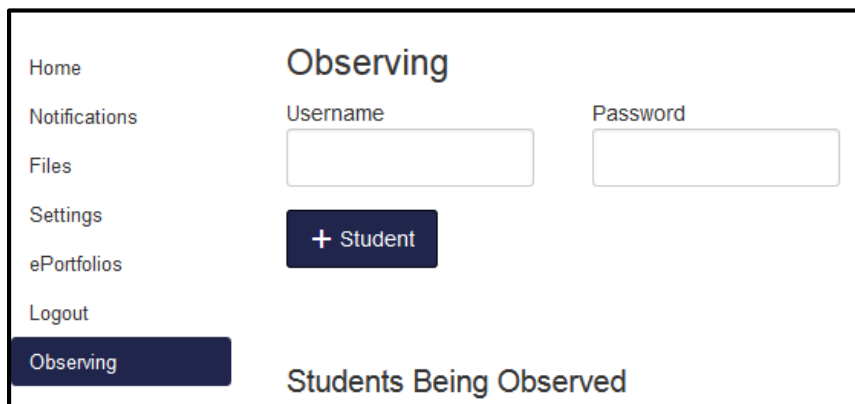 Home
Notifications
Files
Settings
ePortfolios
Logout
Observing
Observing
Username Password
+ Student
Students Being Observed